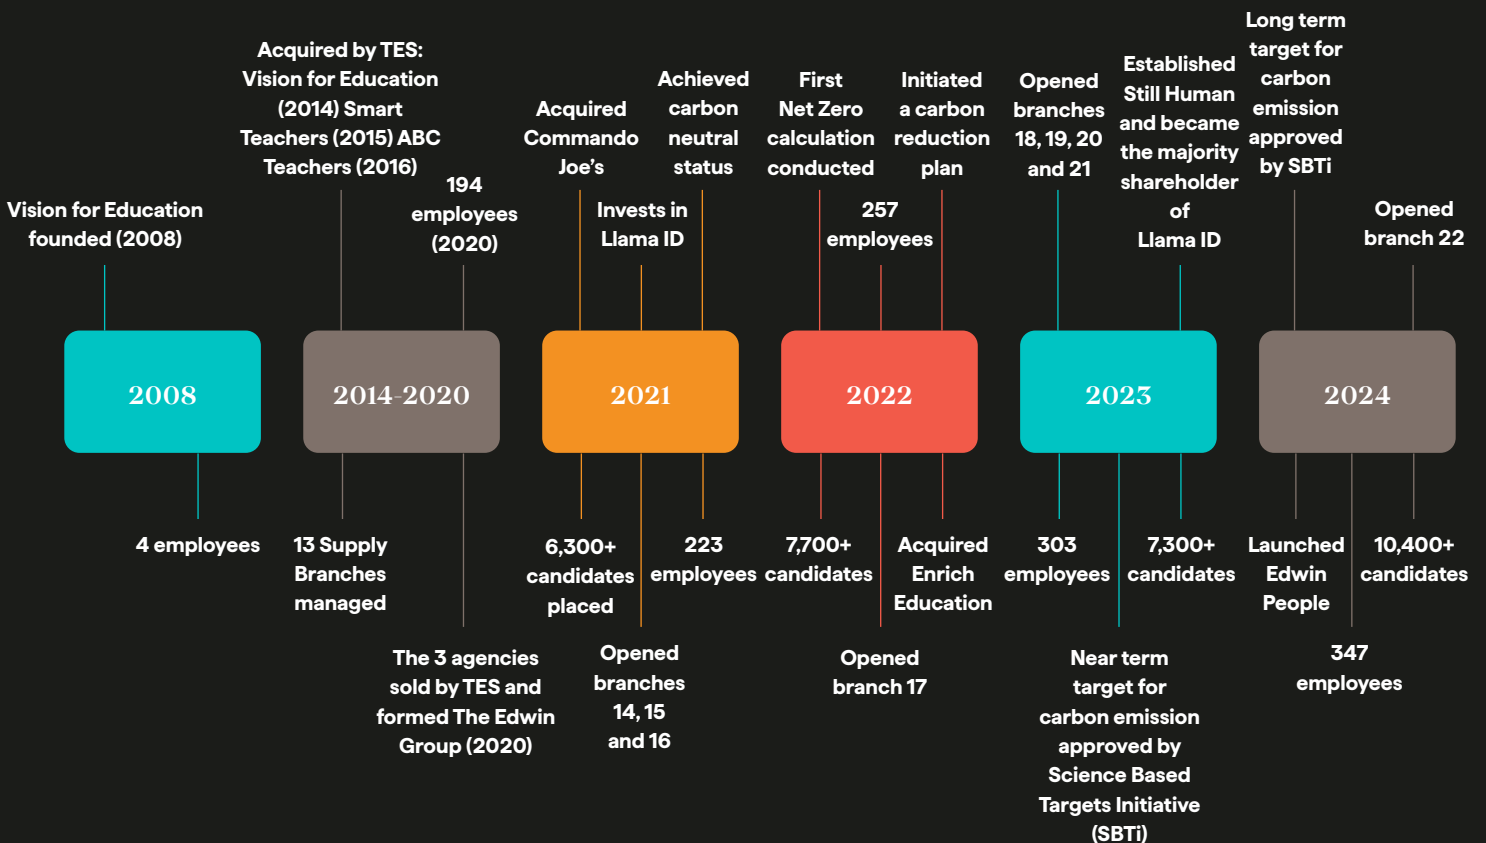 Vision for Education
founded (2008)
2008
4 employees
Acquired by TES:
Vision for Education
(2014) Smart
Teachers (2015) ABC
Teachers (2016)
194
employees
(2020)
2014-2020
13 Supply
Branches
managed
The 3 agencies
sold by TES and
formed The Edwin
Group (2020)
Acquired
Commando
Joe’s
Invests in
Llama ID
Achieved
carbon
neutral
status
2021
6,300+
candidates
placed
Opened
branches
14, 15
and 16
223
employees
First
Net Zero
calculation
conducted
257
employees
Initiated
a carbon
reduction
plan
2022
7,700+
candidates
Opened
branch 17
Acquired
Enrich
Education
Opened
branches
18, 19, 20
and 21
Established
Still Human
and became
the majority
shareholder
of
Llama ID
2023
303
employees
Near term
target for
carbon emission
approved by
Science Based
Targets Initiative
(SBTi)
7,300+
candidates
Long term
target for
carbon
emission
approved
by SBTi
Opened
branch 22
2024
Launched
Edwin
People
347
employees
10,400+
candidates